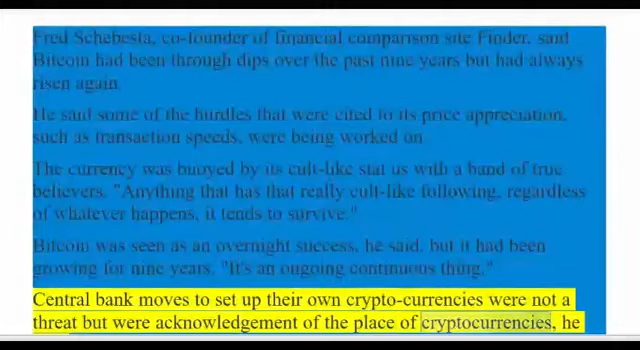 Fred Schebesta, co-founder of financial comparison site Finder, said
Bitcoin had been through dips over the past nine years but had always
risen again.
He said some of the hurdles that were cited to its price appreciation,
such as transaction speeds, were being worked on.
The currency was buoyed by its cult-like stat us with a band of true
believers. "Anything that has that really cult-like following, regardless
of whatever happens, it tends to survive."
Bitcoin was seen as an overnight success, he said, but it had been
growing for nine years. "It's an ongoing continuous thing."
Central bank moves to set up their own crypto-currencies were not a
threat but were acknowledgement of the place of cryptocurrencies, he